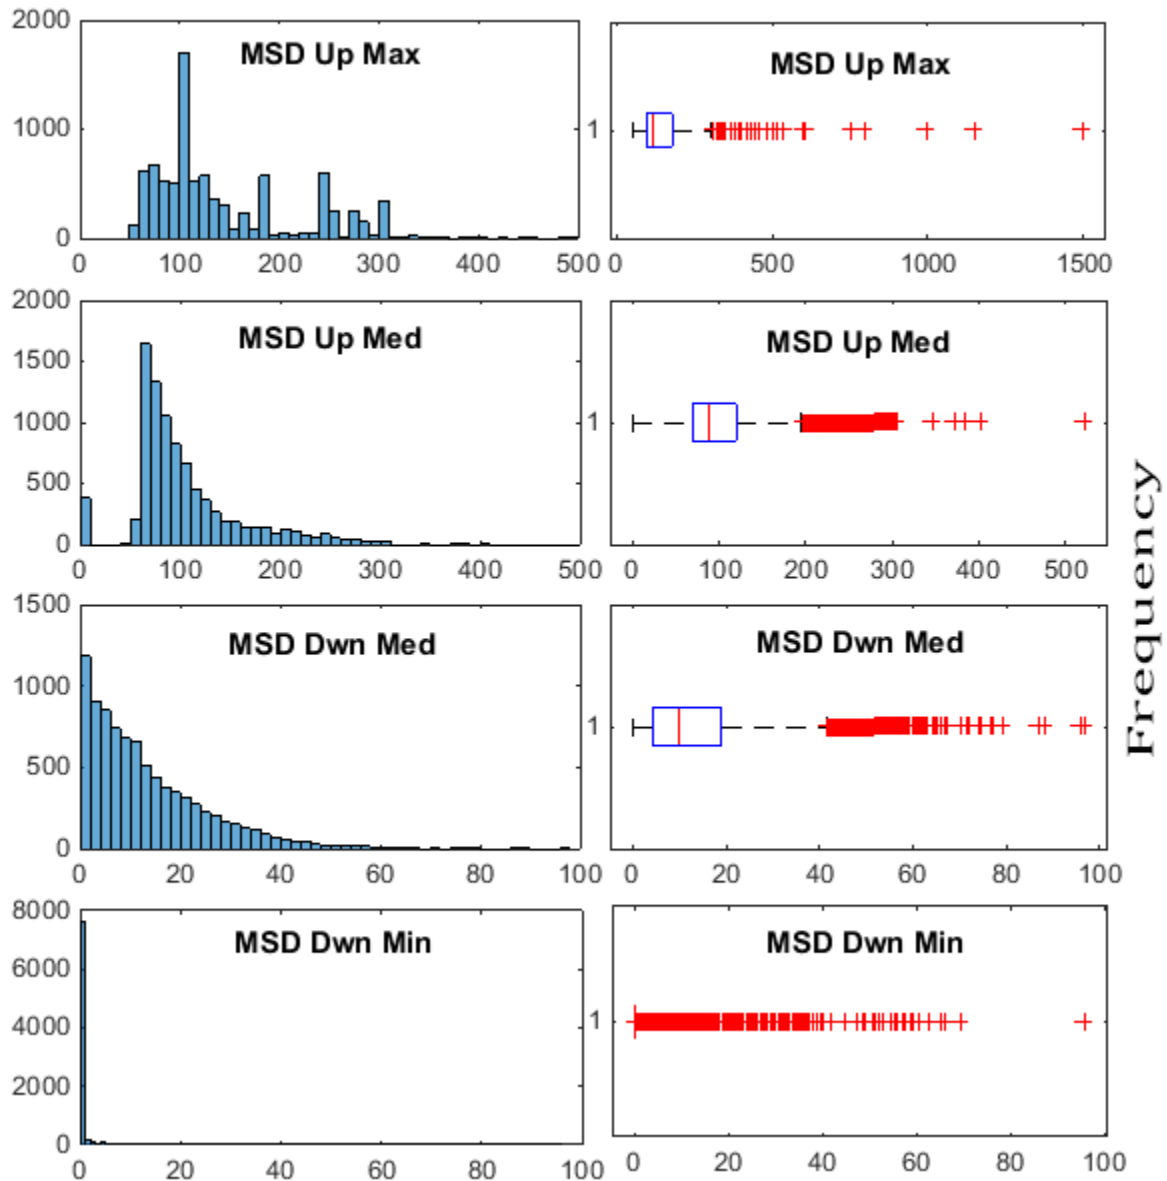 2000
1000
0
MSD Up Max
0 100 200 300 400 500
MSD Up Max
1
0 500 1000 1500
2000
1500
1000
500
0
MSD Up Med
0 100 200 300 400 500
MSD Up Med
1
0 100 200 300 400 500
1500
1000
500
0
MSD Dwn Med
0 20 40 60 80 100
MSD Dwn Med
1
0 20 40 60 80 100
8000
6000
4000
2000
0
MSD Dwn Min
0 20 40 60 80 100
MSD Dwn Min
1
0 20 40 60 80 100
Frequency